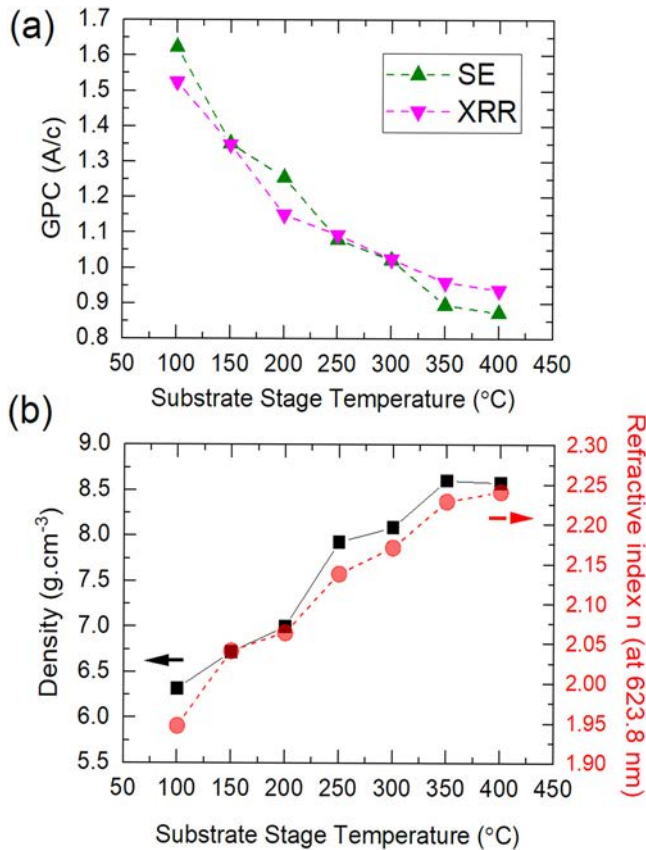 (a)
1.7
1.6
1.5
1.4
1.3
1.2
1.1
1.0
0.9
0.8
GPC (A/c)
SE
XRR
50 100 150 200 250 300 350 400 450
Substrate Stage Temperature (°C)
(b)
9.0
8.5
8.0
7.5
7.0
6.5
6.0
5.5
Density (g.cm-3)
2.30
2.25
2.20
2.15
2.10
2.05
2.00
1.95
1.90
Refractive index n (at 623.8 nm)
50 100 150 200 250 300 350 400 450
Substrate Stage Temperature (°C)